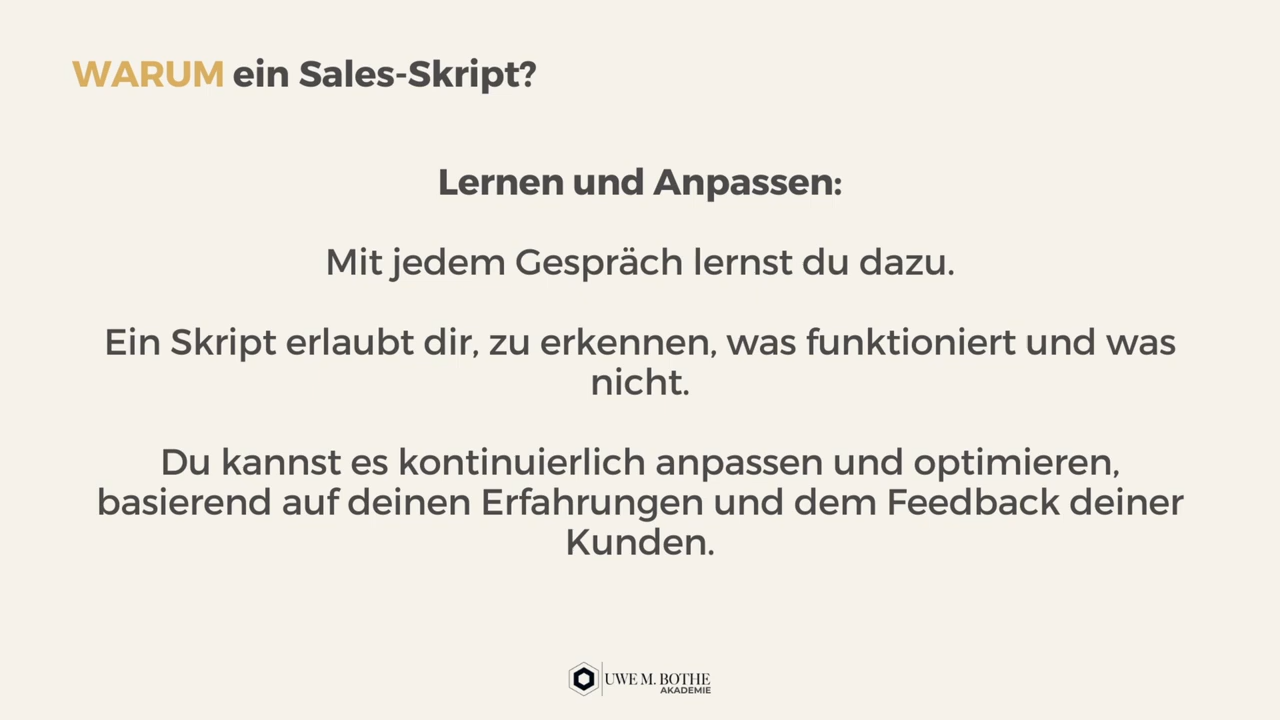 WARUM ein Sales-Skript?
Lernen und Anpassen:
Mit jedem Gespräch lernst du dazu.
Ein Skript erlaubt dir, zu erkennen, was funktioniert und was
nicht.
Du kannst es kontinuierlich anpassen und optimieren,
basierend auf deinen Erfahrungen und dem Feedback deiner
Kunden.
UWE M. BOTHE
AKADEMIE